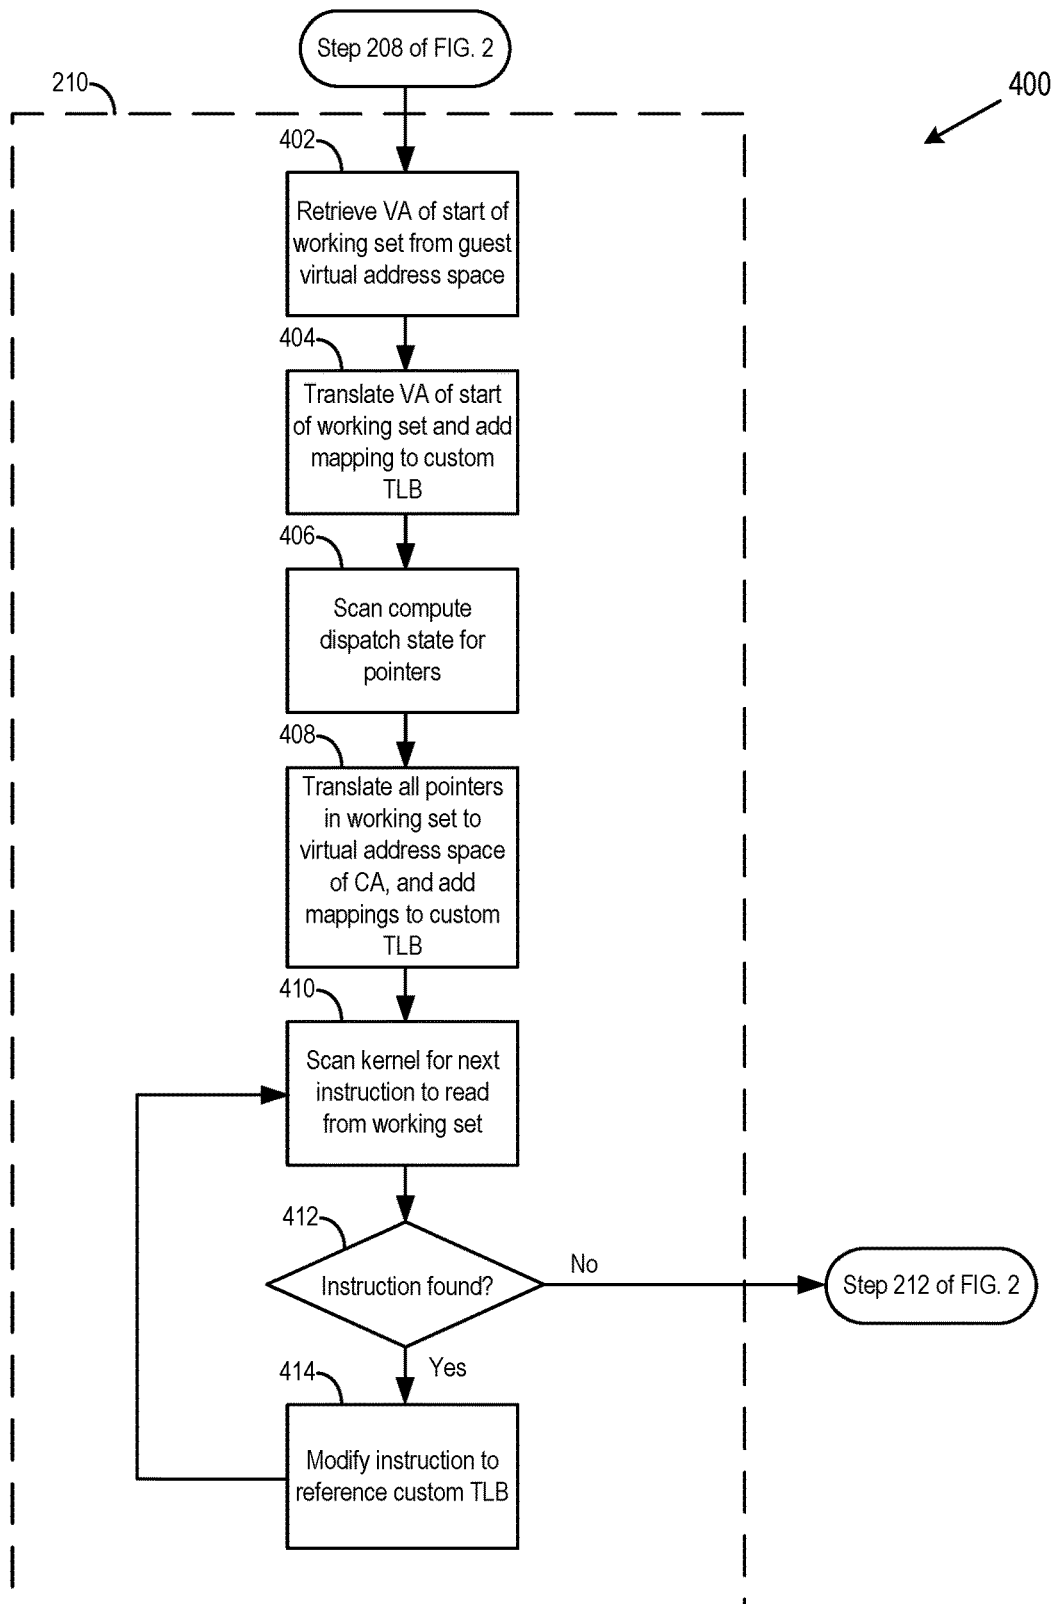 Step 208 of FIG. 2
210
400
402
Retrieve VA of start of
working set from guest
virtual address space
404
Translate VA of start
of working set and add
mapping to custom
TLB
406
Scan compute
dispatch state for
pointers
408
Translate all pointers
in working set to
virtual address space
of CA, and add
mappings to custom
TLB
410
Scan kernel for next
instruction to read
from working set
412
Instruction found?
No
Step 212 of FIG. 2
Yes
414
Modify instruction to
reference custom TLB